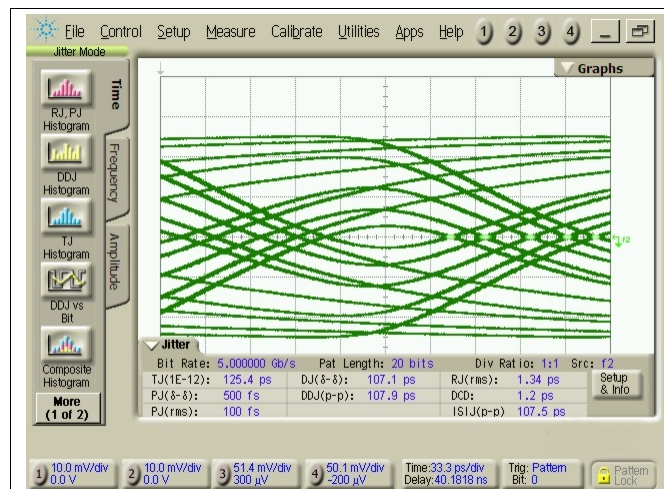 File Control Setup Measure Calibrate Utilities Apps Help 1 2 3 4
Jitter Mode
Graphs
Time
Frequency
Amplitude
RJ, PJ
Histogram
DDJ
Histogram
TJ
Histogram
DDJ vs
Bit
Composite
Histogram
More
(1 of 2)
f2
Jitter
Bit Rate: 5.000000 Gb/s Pat Length: 20 bits Div Ratio: 1:1 Src: f2
TJ(1E-12): 125.4 ps DJ(δ-δ): 107.1 ps RJ(rms): 1.34 ps
PJ(δ-δ): 500 fs DDJ(p-p): 107.9 ps DCD: 1.2 ps
PJ(rms): 100 fs ISIJ(p-p) 107.5 ps
Setup
& Info
1 10.0 mV/div
0.0 V
2 10.0 mV/div
0.0 V
3 51.4 mV/div
300 µV
4 50.1 mV/div
-200 µV
Time:33.3 ps/div
Delay:40.1818 ns
Trig: Pattern
Bit: 0
Pattern
Lock